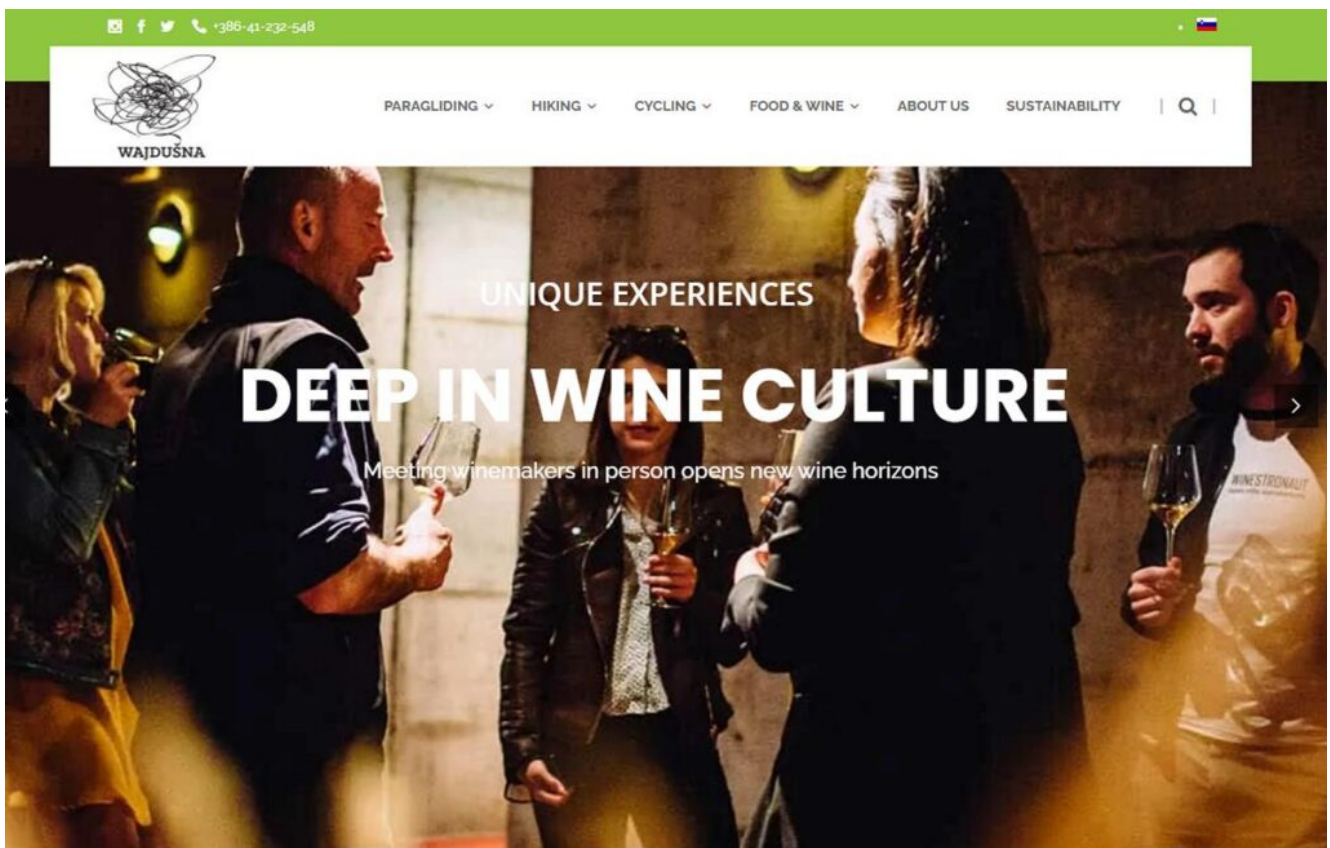 +386-41-232-548
WAJDUŠNA
PARAGLIDING HIKING CYCLING FOOD & WINE ABOUT US SUSTAINABILITY
UNIQUE EXPERIENCES
DEEP IN WINE CULTURE
Meeting winemakers in person opens new wine horizons
WINESTRONAUT